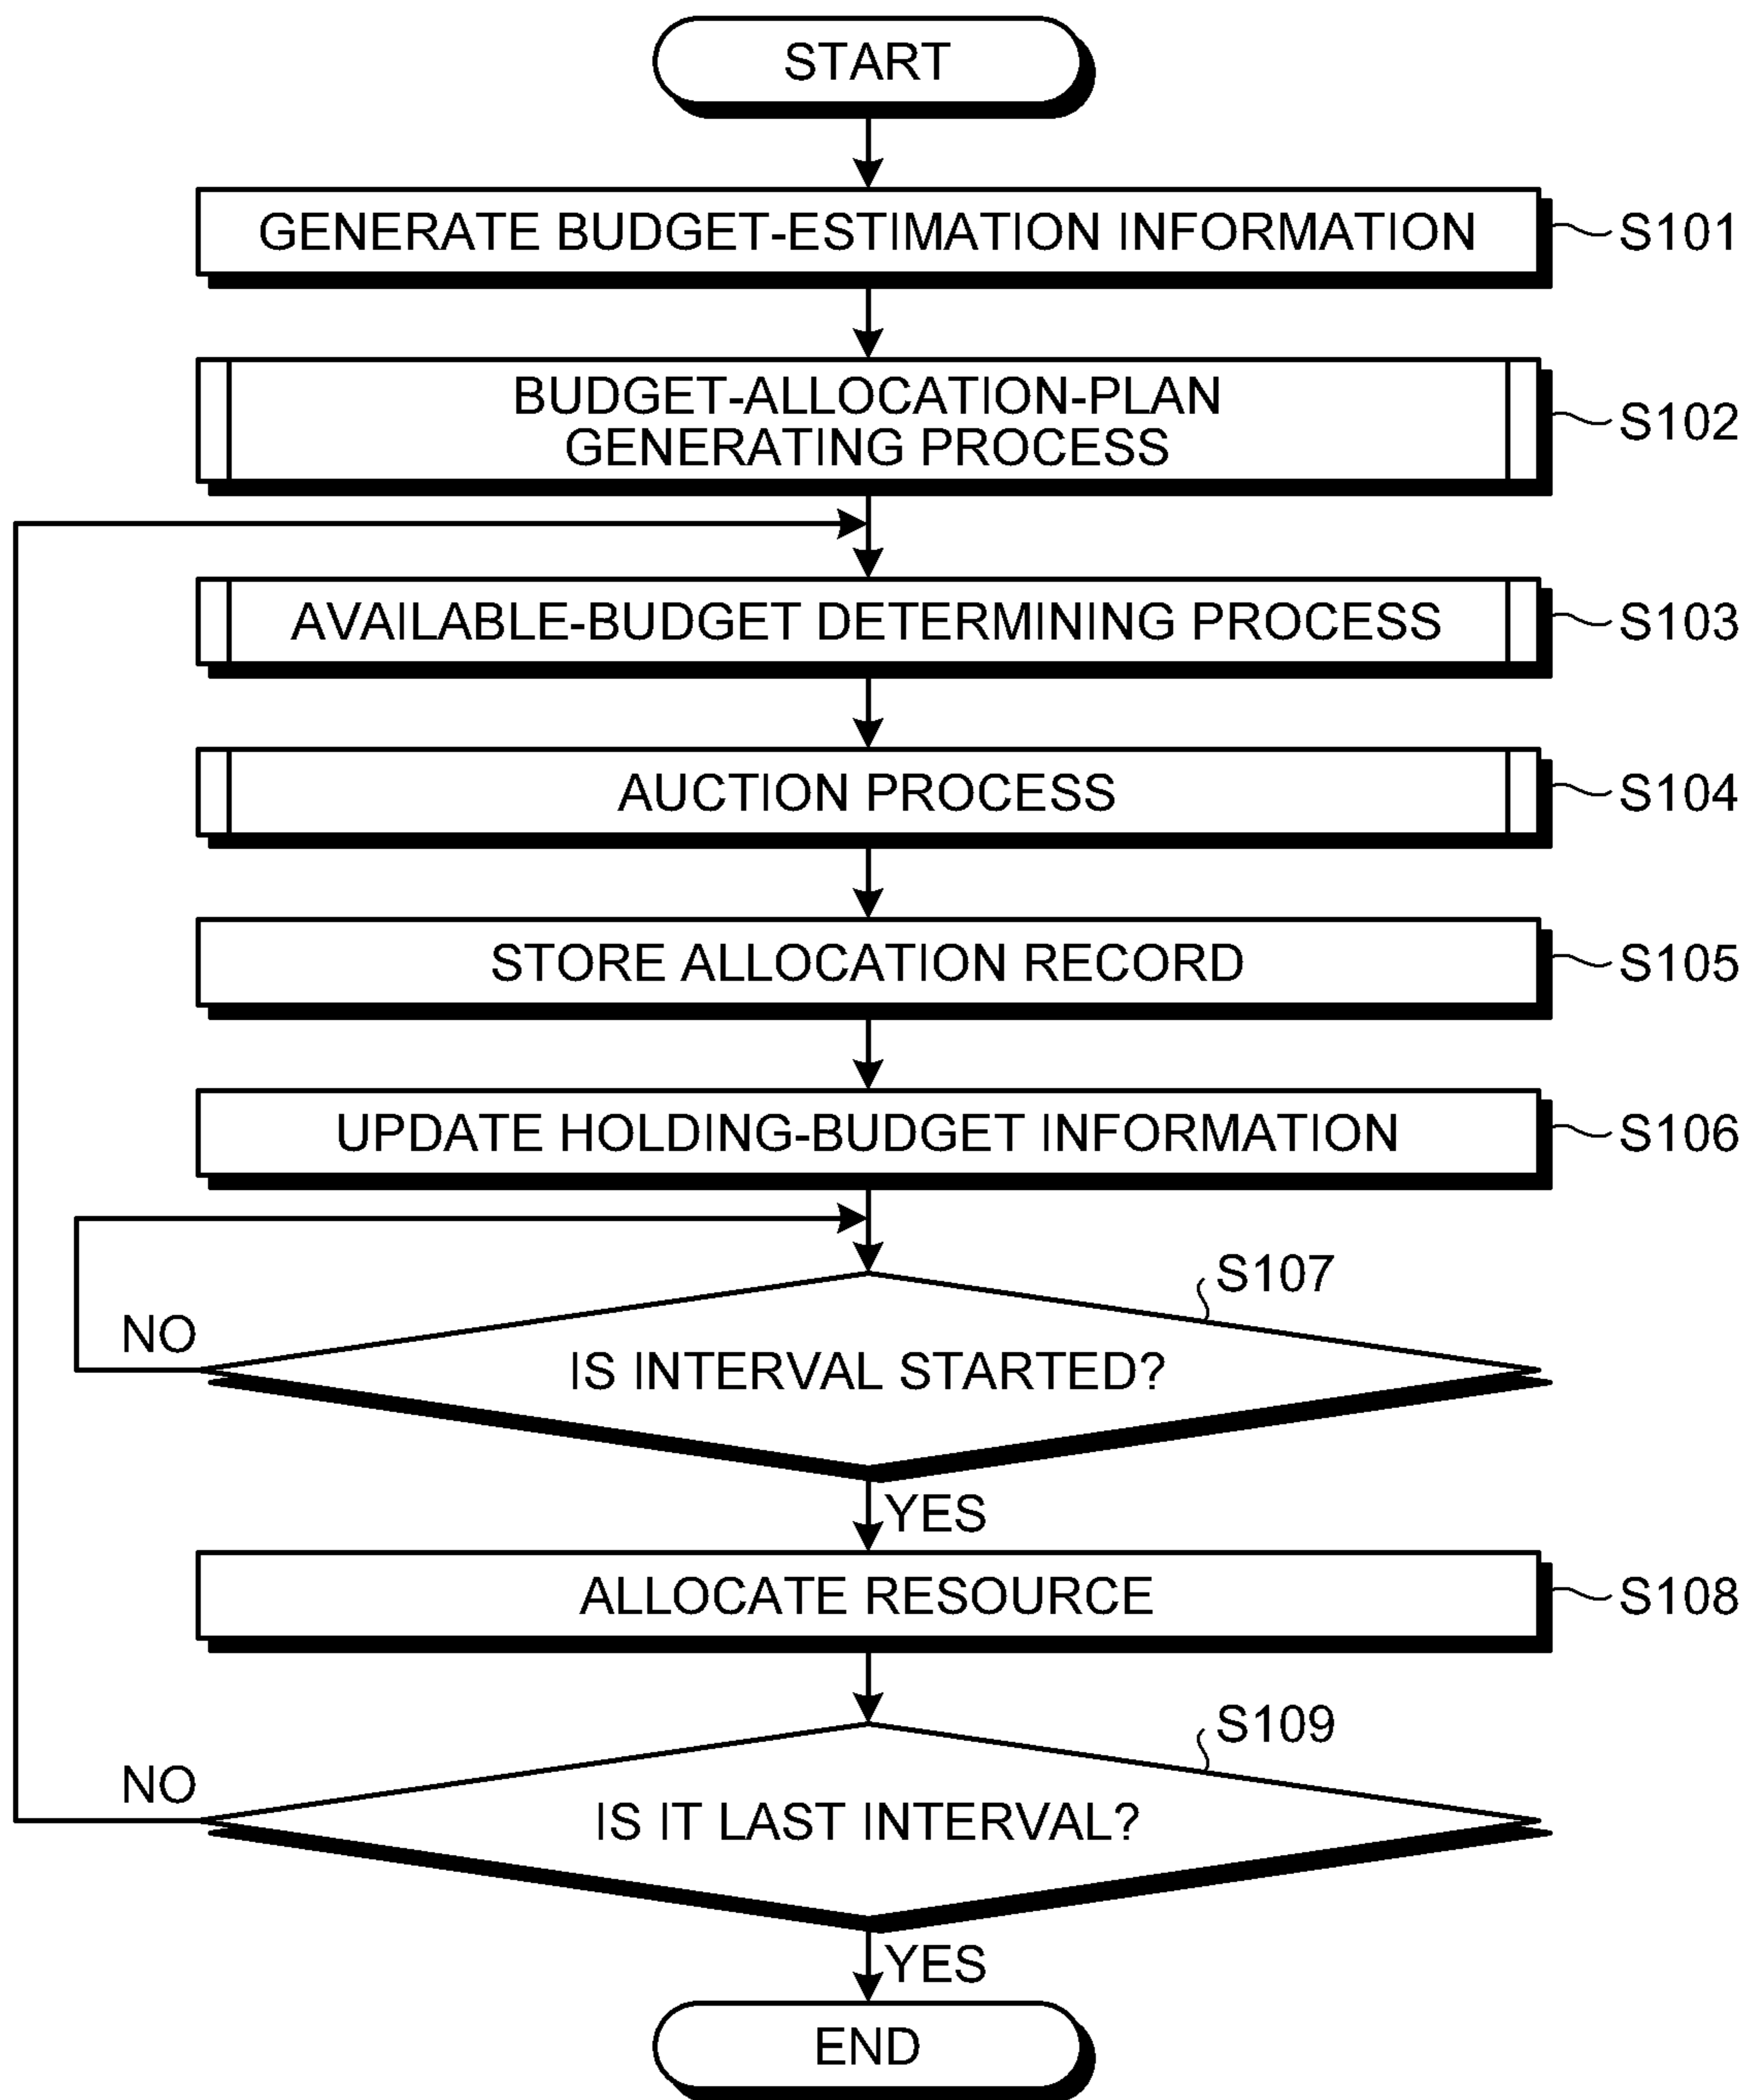 START
GENERATE BUDGET-ESTIMATION INFORMATION
S101
BUDGET-ALLOCATION-PLAN
GENERATING PROCESS
S102
AVAILABLE-BUDGET DETERMINING PROCESS
S103
AUCTION PROCESS
S104
STORE ALLOCATION RECORD
S105
UPDATE HOLDING-BUDGET INFORMATION
S106
S107
NO
IS INTERVAL STARTED?
YES
ALLOCATE RESOURCE
S108
S109
NO
IS IT LAST INTERVAL?
YES
END